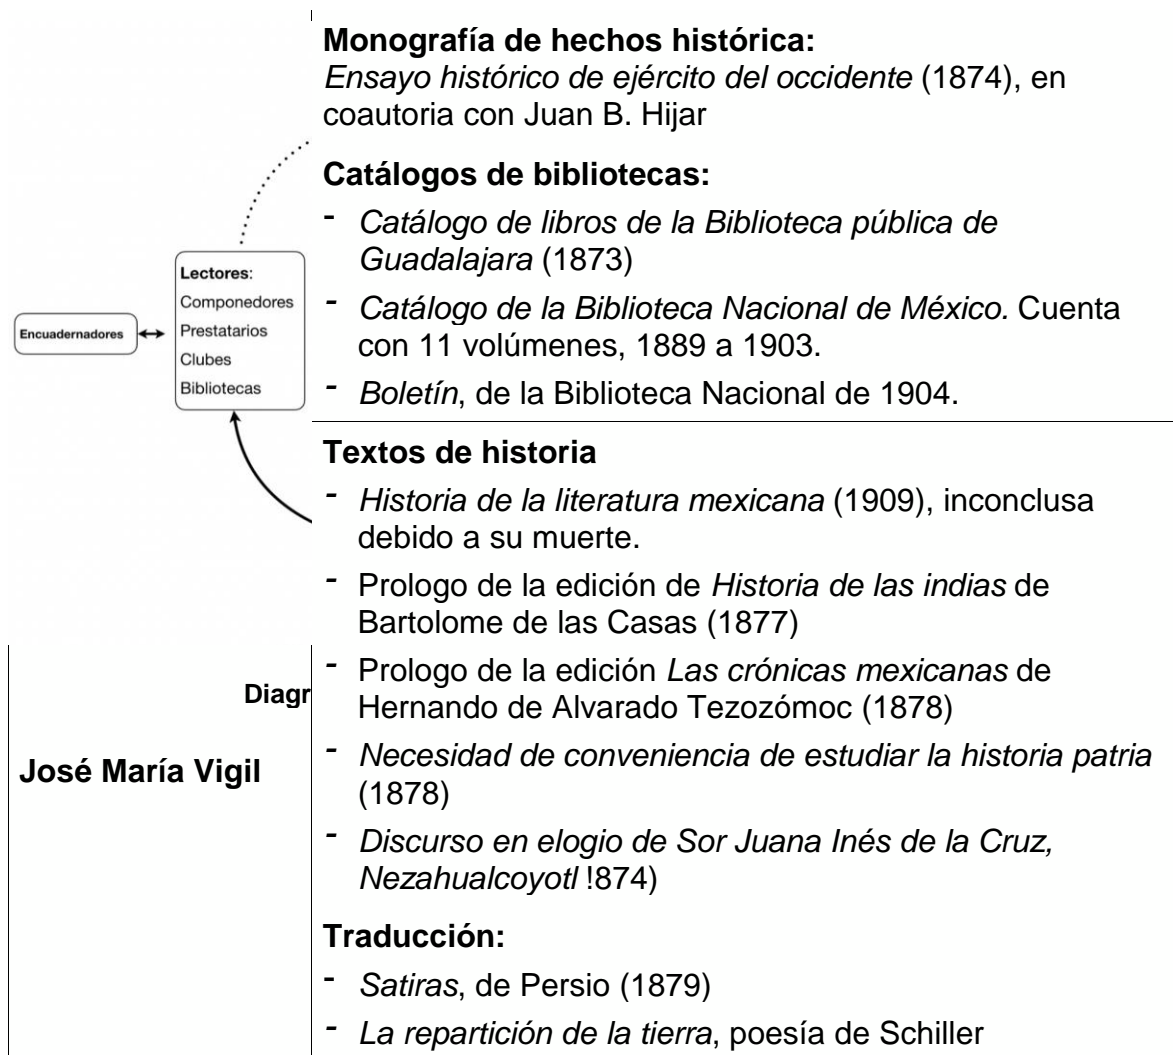 Encuadernadores
Lectores:
Componedores
Prestatarios
Clubes
Bibliotecas
Diagr
José María Vigil
Monografía de hechos histórica:
Ensayo histórico de ejército del occidente (1874), en
coautoria con Juan B. Hijar
Catálogos de bibliotecas:
- Catálogo de libros de la Biblioteca pública de
Guadalajara (1873)
- Catálogo de la Biblioteca Nacional de México. Cuenta
con 11 volúmenes, 1889 a 1903.
- Boletín, de la Biblioteca Nacional de 1904.
Textos de historia
- Historia de la literatura mexicana (1909), inconclusa
debido a su muerte.
- Prologo de la edición de Historia de las indias de
Bartolome de las Casas (1877)
- Prologo de la edición Las crónicas mexicanas de
Hernando de Alvarado Tezozómoc (1878)
- Necesidad de conveniencia de estudiar la historia patria
(1878)
- Discurso en elogio de Sor Juana Inés de la Cruz,
Nezahualcoyotl !874)
Traducción:
- Satiras, de Persio (1879)
- La repartición de la tierra, poesía de Schiller